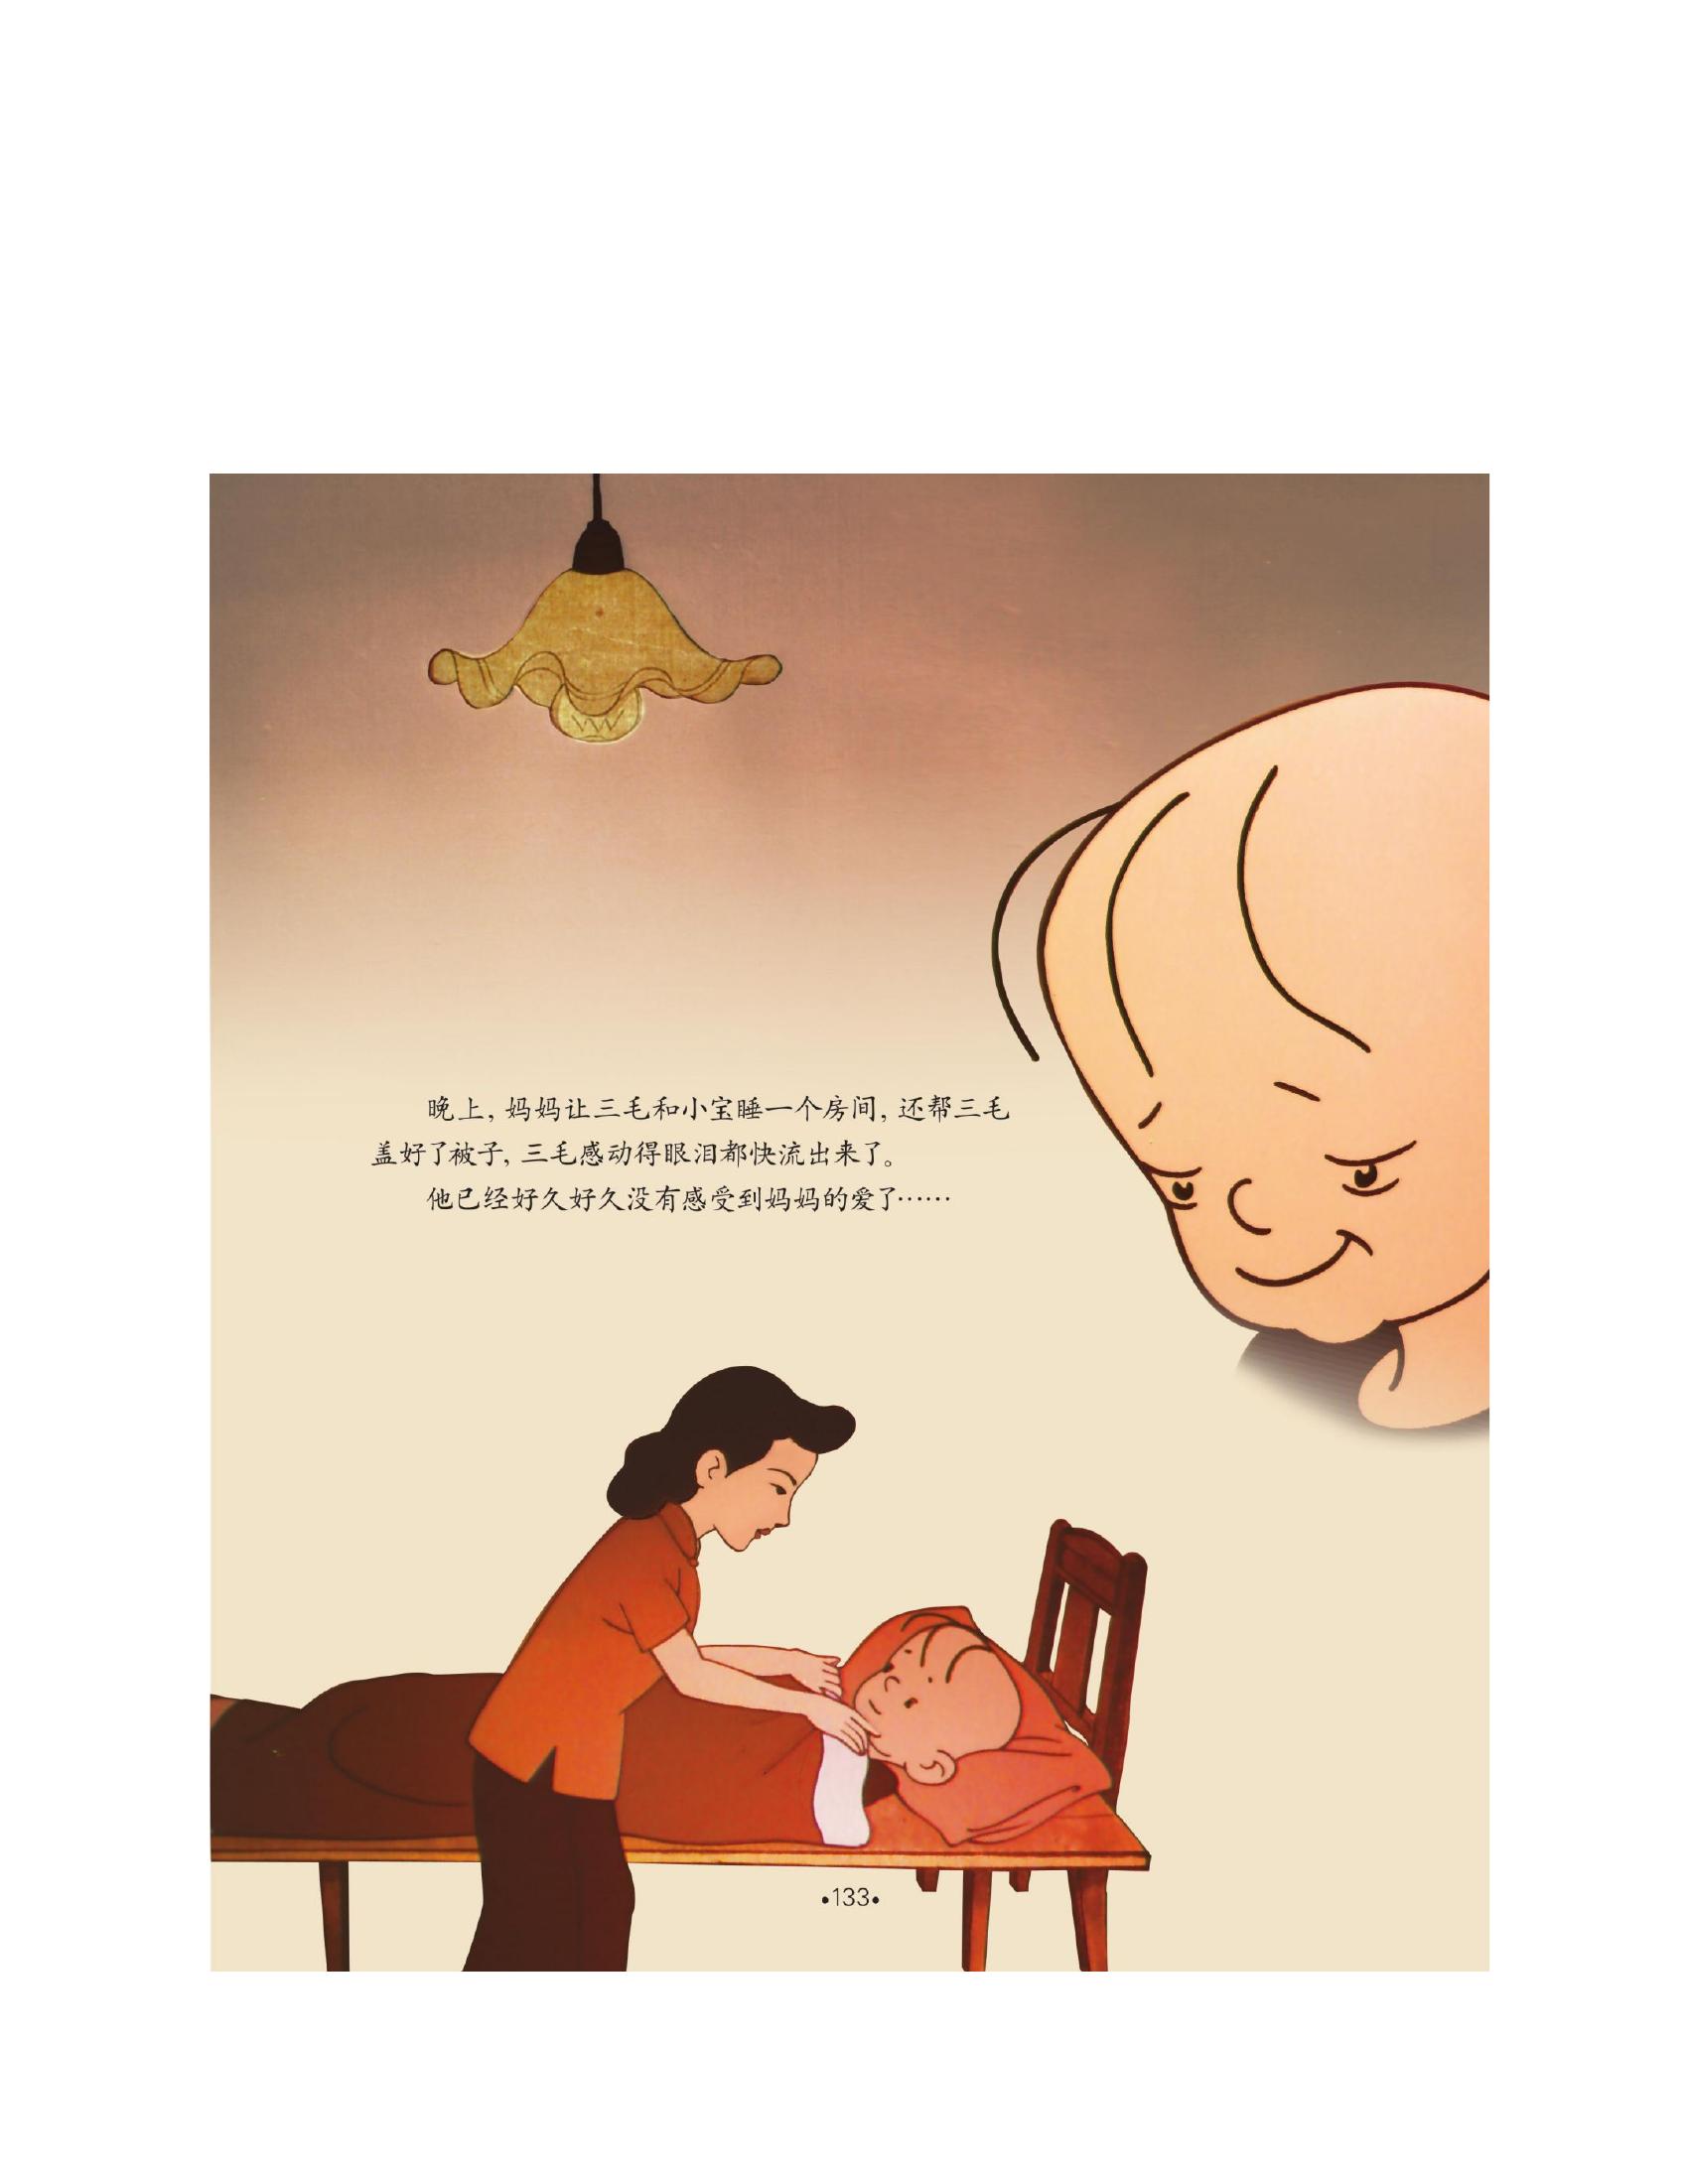 晚上，妈妈让三毛和小宝睡一个房间，还帮三毛
盖好了被子，三毛感动得眼泪都快流出来了。
他已经好久好久没有感受到妈妈的爱了……
•133•